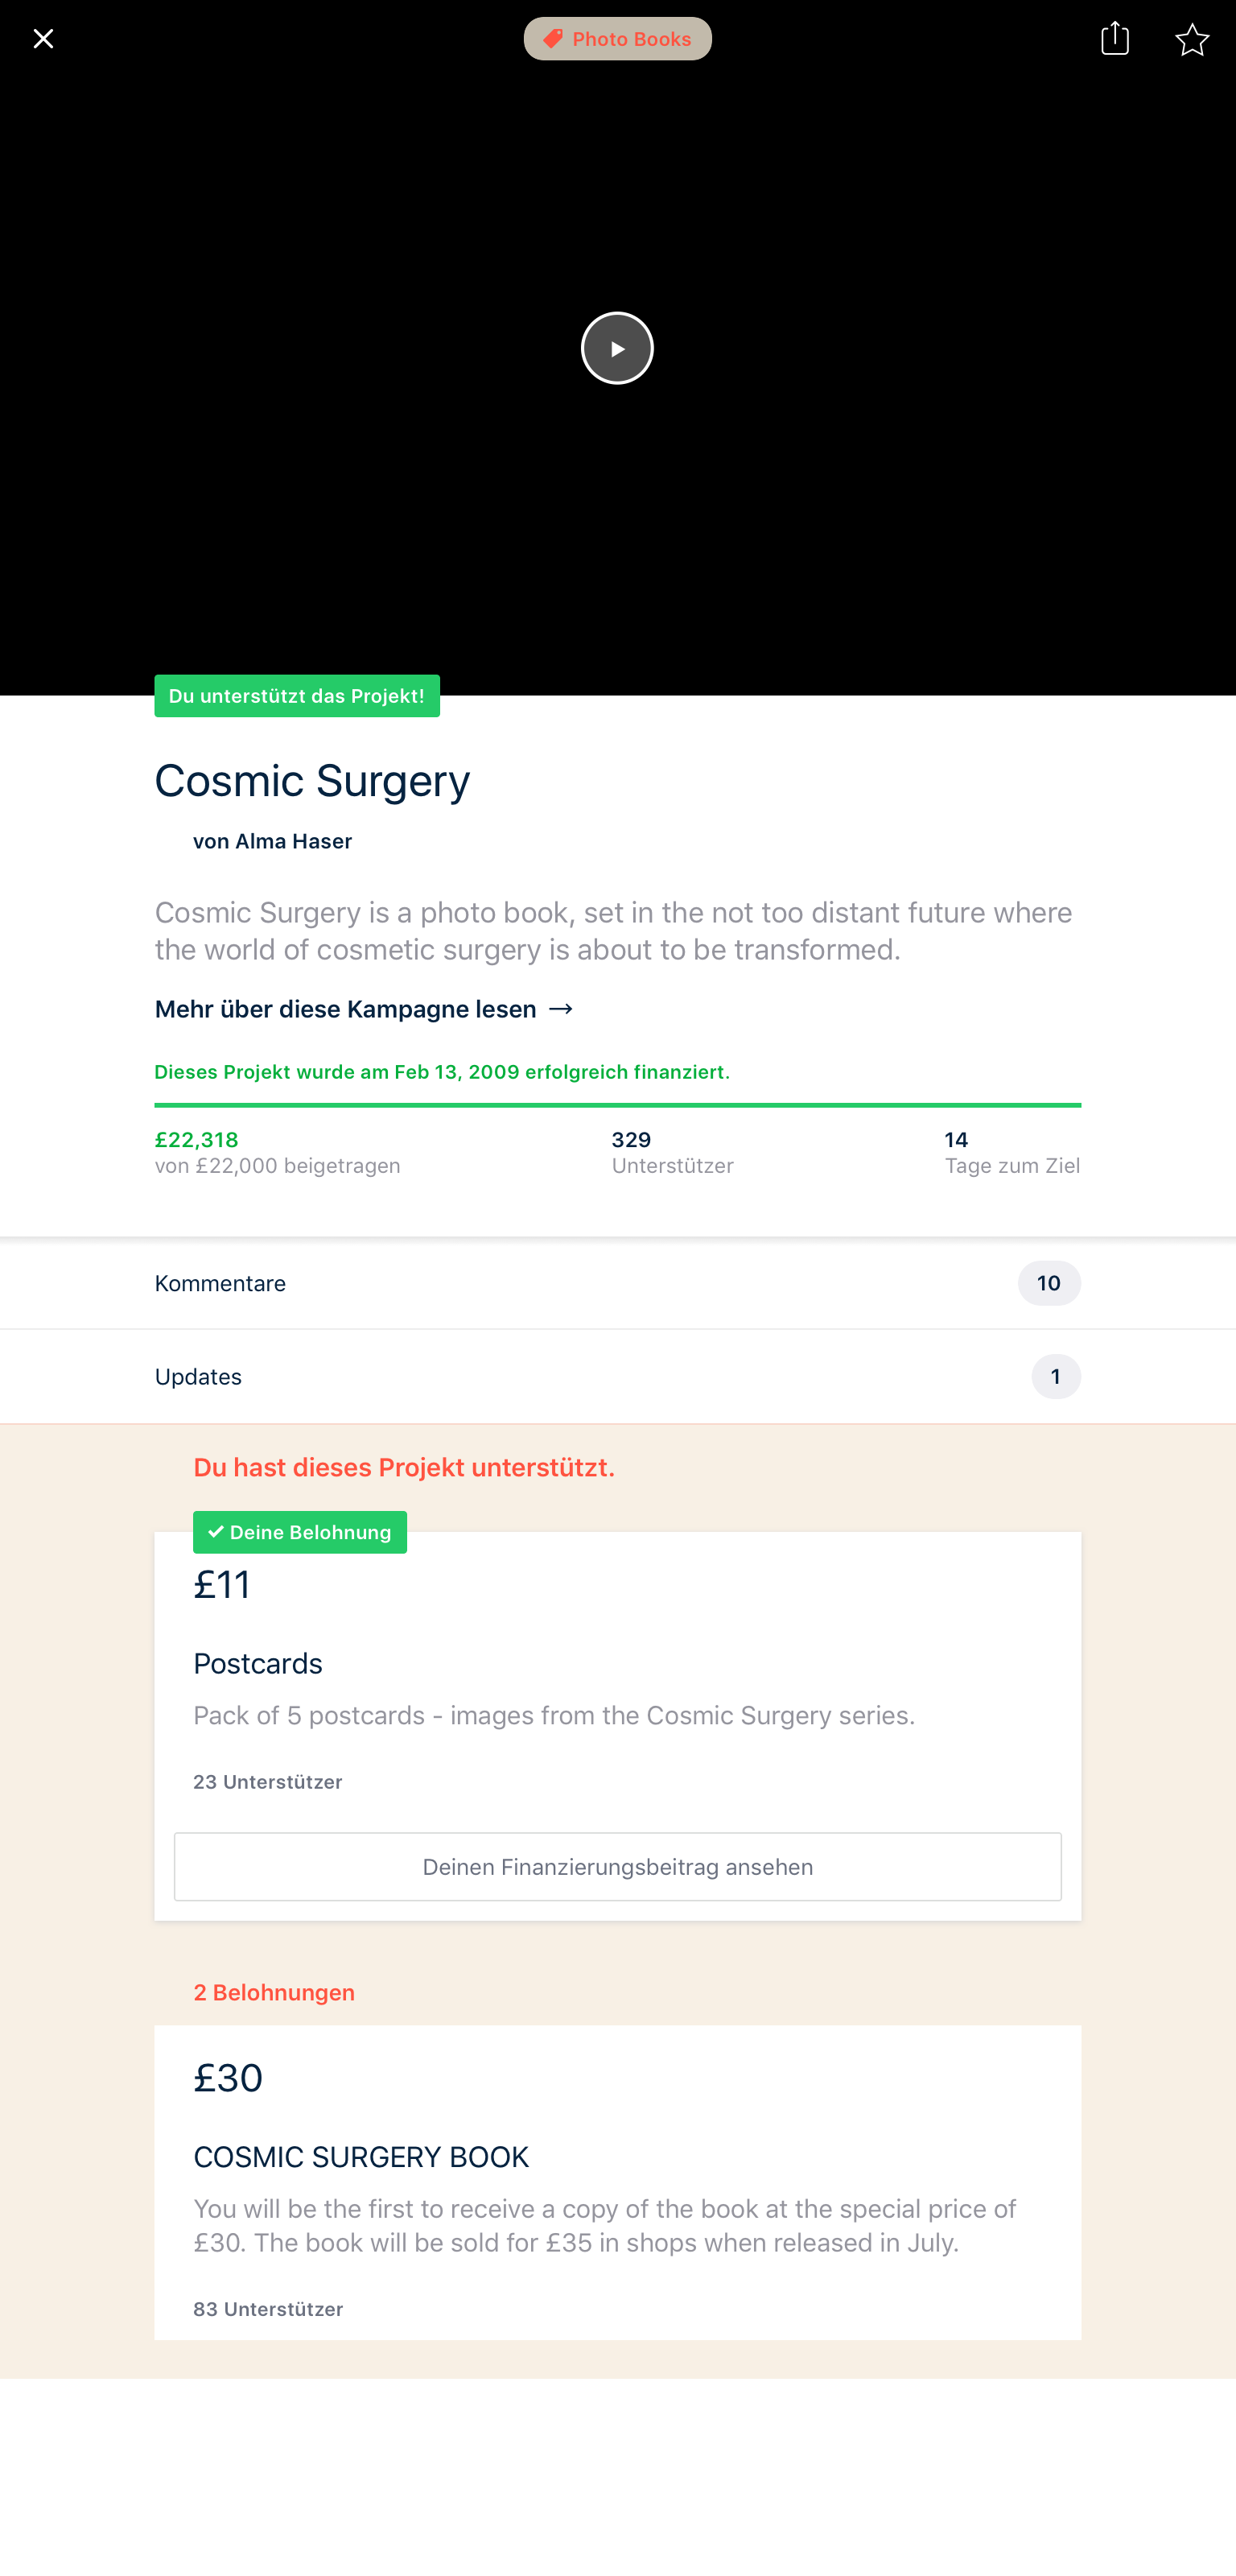 Photo Books
Du unterstützt das Projekt!
Cosmic Surgery
von Alma Haser
Cosmic Surgery is a photo book, set in the not too distant future where
the world of cosmetic surgery is about to be transformed.
Mehr über diese Kampagne lesen →
Dieses Projekt wurde am Feb 13, 2009 erfolgreich finanziert.
£22,318
von £22,000 beigetragen
329
Unterstützer
14
Tage zum Ziel
Kommentare 10
Updates 1
Du hast dieses Projekt unterstützt.
✓ Deine Belohnung
£11
Postcards
Pack of 5 postcards - images from the Cosmic Surgery series.
23 Unterstützer
Deinen Finanzierungsbeitrag ansehen
2 Belohnungen
£30
COSMIC SURGERY BOOK
You will be the first to receive a copy of the book at the special price of
£30. The book will be sold for £35 in shops when released in July.
83 Unterstützer